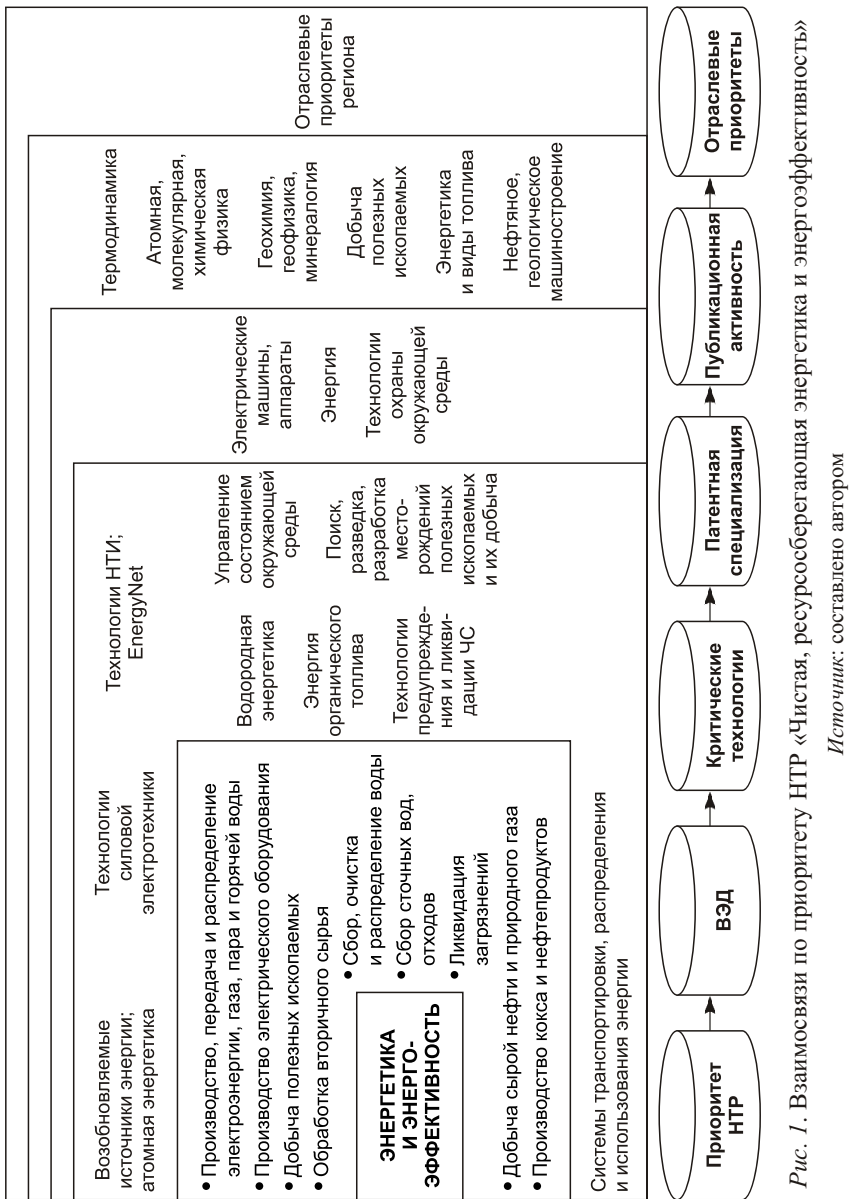 Возобновляемые
источники энергии;
атомная энергетика
Технологии
силовой
электротехники
Технологии НТИ;
EnergyNet
• Производство, передача и распределение
электроэнергии, газа, пара и горячей воды
• Производство электрического оборудования
• Добыча полезных ископаемых
• Обработка вторичного сырья
• Сбор, очистка
и распределение воды
• Сбор сточных вод,
отходов
• Ликвидация
загрязнений
ЭНЕРГЕТИКА
И ЭНЕРГО-
ЭФФЕКТИВНОСТЬ
• Добыча сырой нефти и природного газа
• Производство кокса и нефтепродуктов
Системы транспортировки, распределения
и использования энергии
Водородная
энергетика
Энергия
органического
топлива
Технологии
предупрежде-
ния и ликви-
дации ЧС
Управление
состоянием
окружающей
среды
Поиск,
разведка,
разработка
место-
рождений
полезных
ископаемых
и их добыча
Электрические
машины,
аппараты
Энергия
Технологии
охраны
окружающей
среды
Термодинамика
Атомная,
молекулярная,
химическая
физика
Геохимия,
геофизика,
минералогия
Добыча
полезных
ископаемых
Энергетика
и виды топлива
Нефтяное,
геологическое
машиностроение
Отраслевые
приоритеты
региона
Приоритет
НТР
ВЭД
Критические
технологии
Патентная
специализация
Публикационная
активность
Отраслевые
приоритеты
Рис. 1. Взаимосвязи по приоритету НТР «Чистая, ресурсосберегающая энергетика и энергоэффективность»
Источник: составлено автором